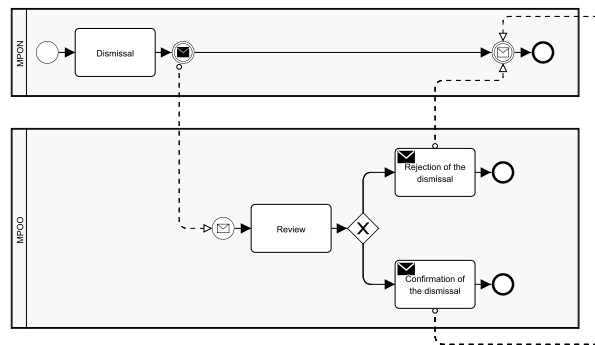 MPON
Dismissal
MPOO
Review
Rejection of the
dismissal
Confirmation of
the dismissal